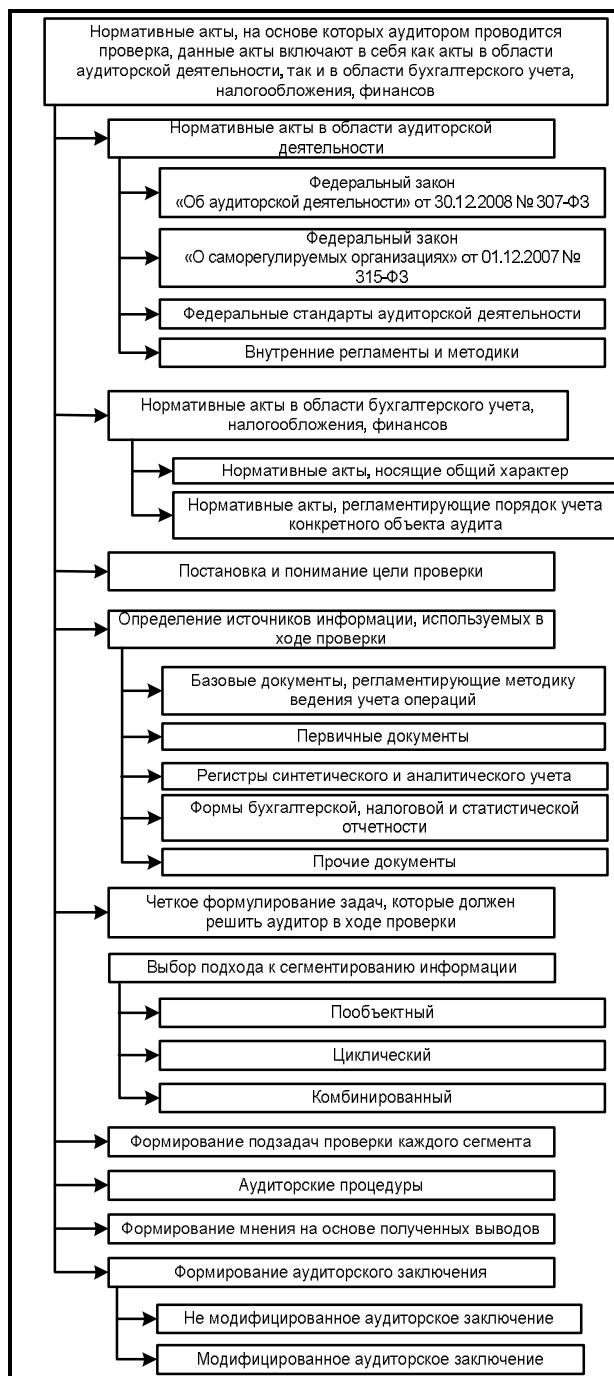 Нормативные акты, на основе которых аудитором проводится
проверка, данные акты включают в себя как акты в области
аудиторской деятельности, так и в области бухгалтерского учета,
налогообложения, финансов
Нормативные акты в области аудиторской
деятельности
Федеральный закон
«Об аудиторской деятельности» от 30.12.2008 № 307-ФЗ
Федеральный закон
«О саморегулируемых организациях» от 01.12.2007 №
315-ФЗ
Федеральные стандарты аудиторской деятельности
Внутренние регламенты и методики
Нормативные акты в области бухгалтерского учета,
налогообложения, финансов
Нормативные акты, носящие общий характер
Нормативные акты, регламентирующие порядок учета
конкретного объекта аудита
Постановка и понимание цели проверки
Определение источников информации, используемых в
ходе проверки
Базовые документы, регламентирующие методику
ведения учета операций
Первичные документы
Регистры синтетического и аналитического учета
Формы бухгалтерской, налоговой и статистической
отчетности
Прочие документы
Четкое формулирование задач, которые должен
решить аудитор в ходе проверки
Выбор подхода к сегментированию информации
Пообъектный
Циклический
Комбинированный
Формирование подзадач проверки каждого сегмента
Аудиторские процедуры
Формирование мнения на основе полученных выводов
Формирование аудиторского заключения
Не модифицированное аудиторское заключение
Модифицированное аудиторское заключение